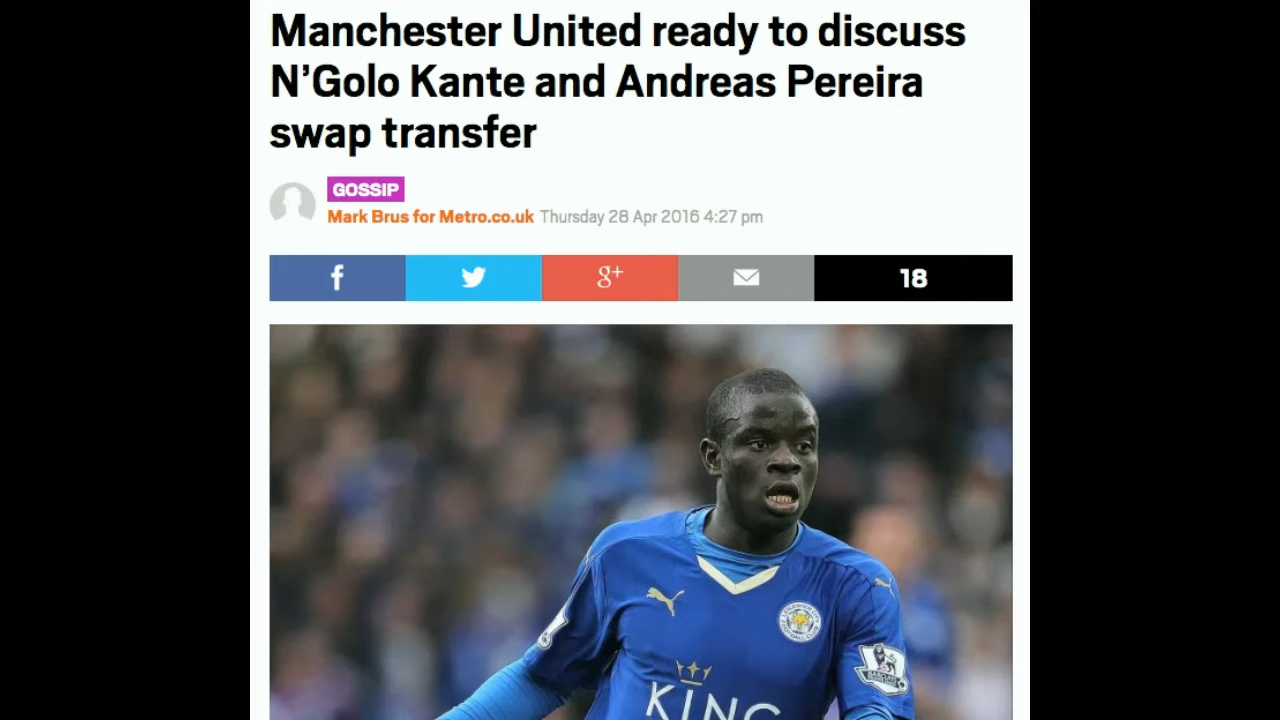 Manchester United ready to discuss
N’Golo Kante and Andreas Pereira
swap transfer
GOSSIP
Mark Brus for Metro.co.uk Thursday 28 Apr 2016 4:27 pm
f
g+
18
KING